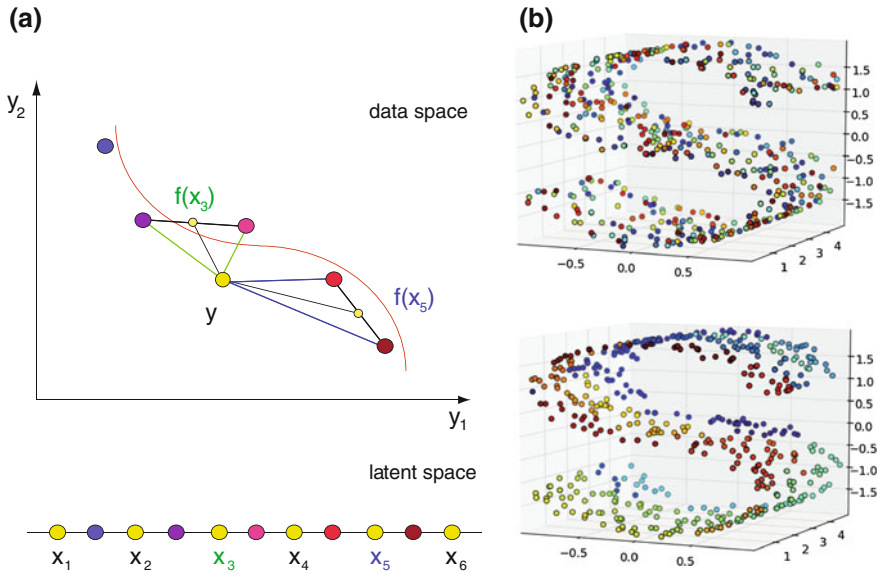 (a)
y2
data space
f(x3)
y
f(x5)
y1
latent space
x1 x2 x3 x4 x5 x6
(b)
1.5
1.0
0.5
0.0
−0.5
−1.0
−1.5
−0.5 0.0 0.5 1 2 3 4
1.5
1.0
0.5
0.0
−0.5
−1.0
−1.5
−0.5 0.0 0.5 1 2 3 4